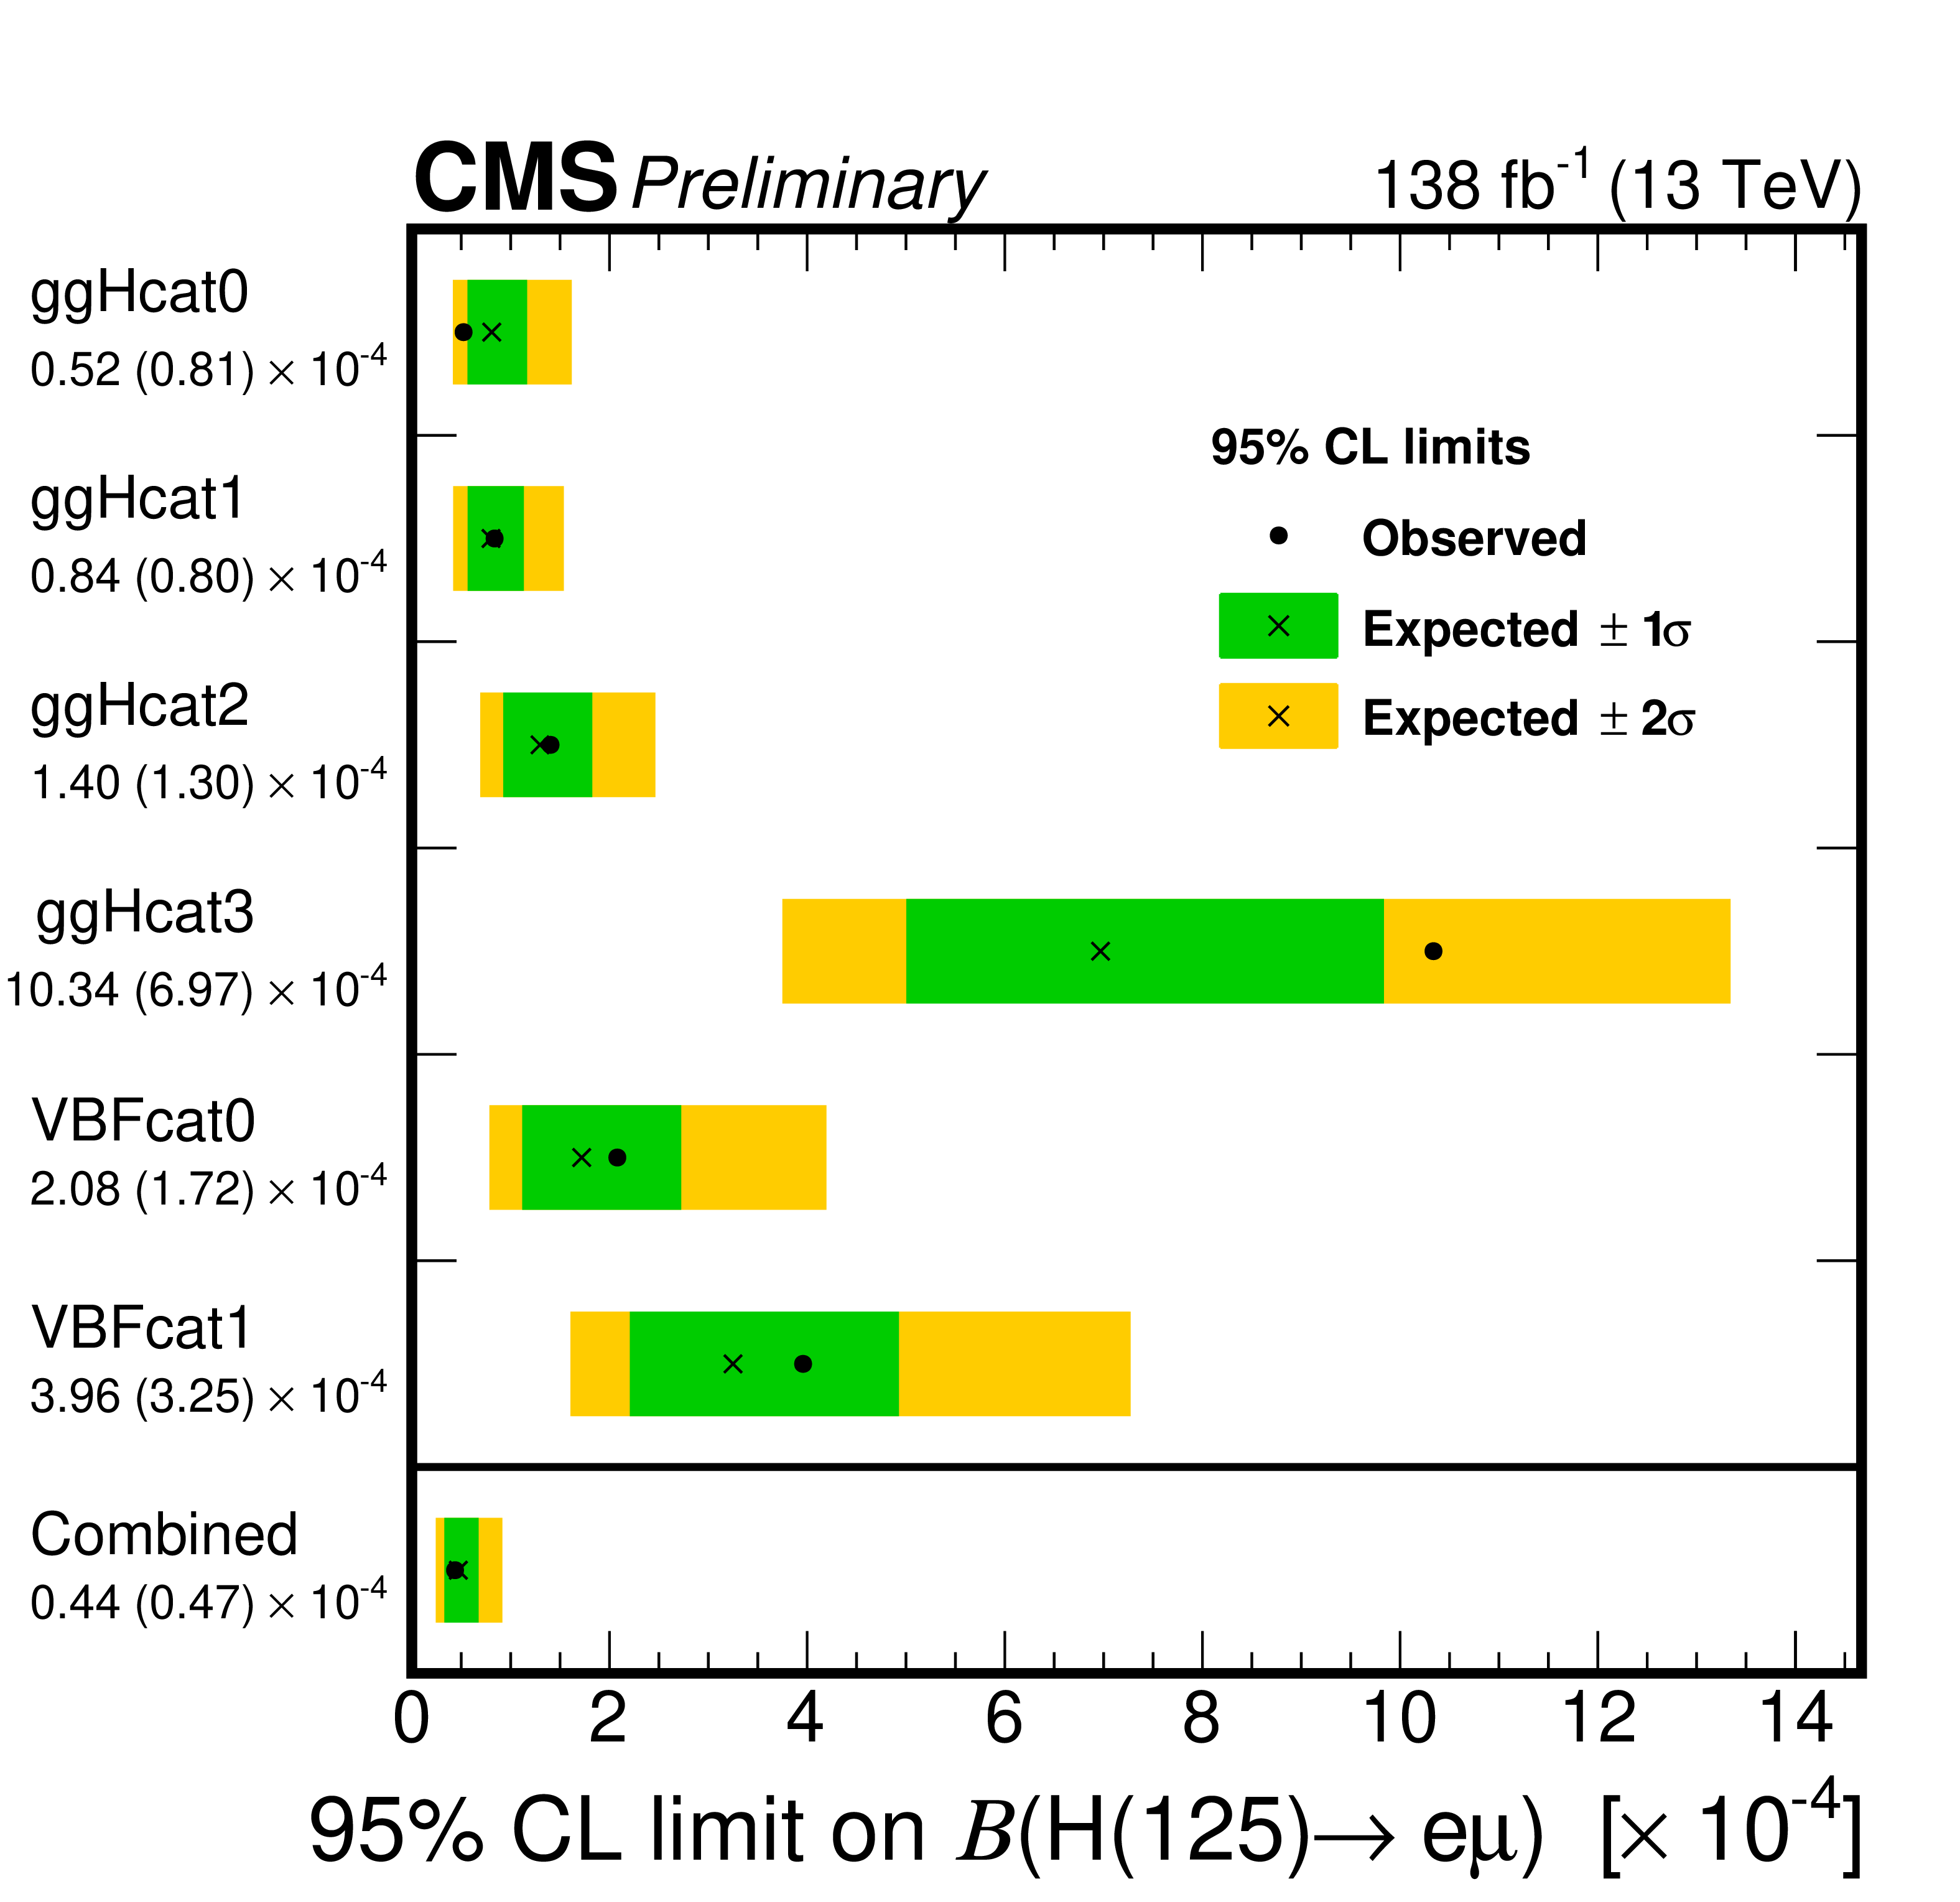 CMS Preliminary 138 fb⁻¹ (13 TeV)
ggHcat0
0.52 (0.81) × 10⁻⁴
95% CL limits
ggHcat1
Observed
0.84 (0.80) × 10⁻⁴
Expected ± 1σ
ggHcat2
Expected ± 2σ
1.40 (1.30) × 10⁻⁴
ggHcat3
10.34 (6.97) × 10⁻⁴
VBFcat0
2.08 (1.72) × 10⁻⁴
VBFcat1
3.96 (3.25) × 10⁻⁴
Combined
0.44 (0.47) × 10⁻⁴
0 2 4 6 8 10 12 14
95% CL limit on B(H(125)→ eμ) [× 10⁻⁴]